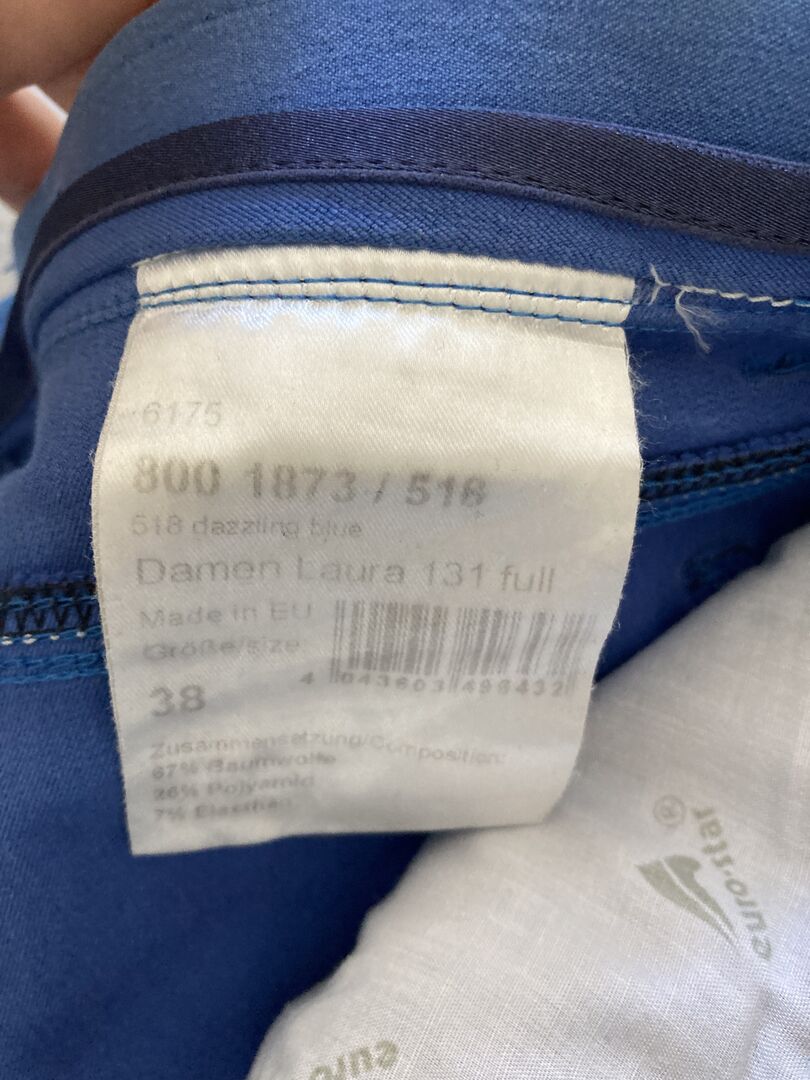 6175
800 1873 / 518
518 dazzling blue
Damen Laura 131 full
Made in EU
Größe/size:
38
4 043603 498432
Zusammensetzung/Composition:
67% Baumwolle
26% Polyamid
7% Elasthan
euro-star®
euro